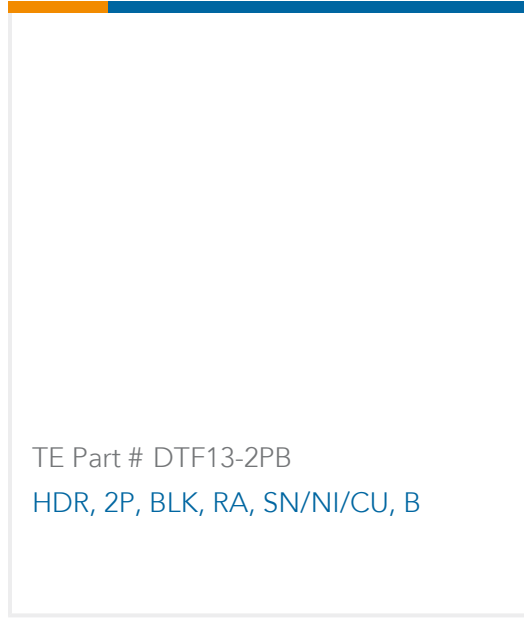 TE Part # DTF13-2PB
HDR, 2P, BLK, RA, SN/NI/CU, B